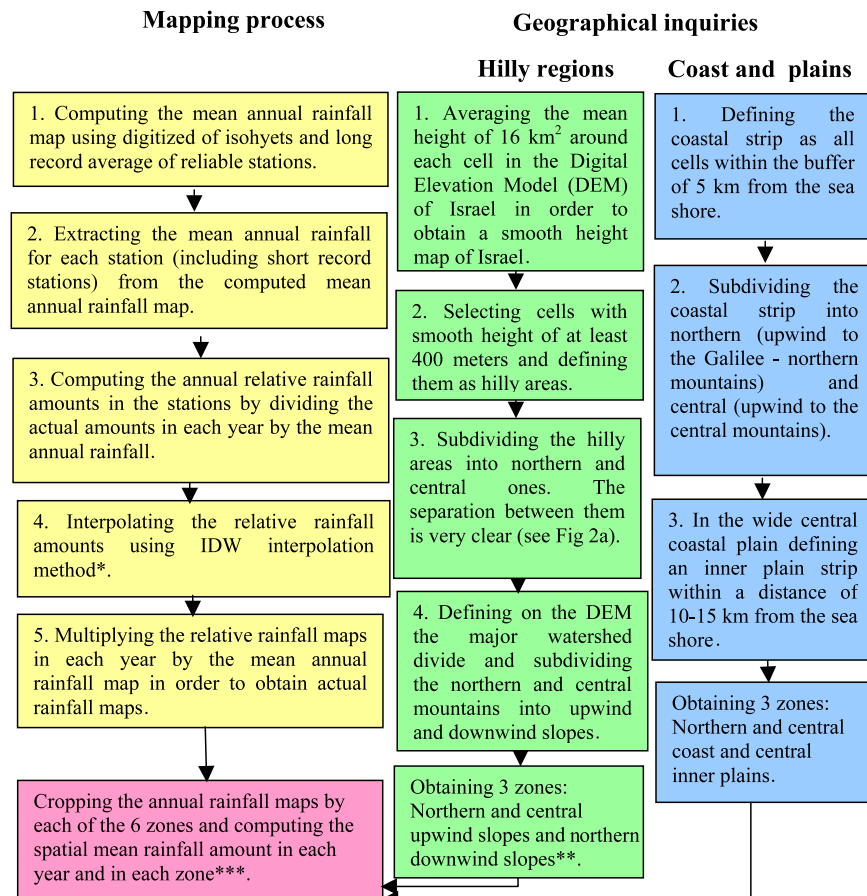 Mapping process
Geographical inquiries
Hilly regions
Coast and plains
1. Computing the mean annual rainfall
map using digitized of isohyets and long
record average of reliable stations.
2. Extracting the mean annual rainfall
for each station (including short record
stations) from the computed mean
annual rainfall map.
3. Computing the annual relative rainfall
amounts in the stations by dividing the
actual amounts in each year by the mean
annual rainfall.
4. Interpolating the relative rainfall
amounts using IDW interpolation
method*.
5. Multiplying the relative rainfall maps
in each year by the mean annual
rainfall map in order to obtain actual
rainfall maps.
Cropping the annual rainfall maps by
each of the 6 zones and computing the
spatial mean rainfall amount in each
year and in each zone***.
1. Averaging the mean
height of 16 km² around
each cell in the Digital
Elevation Model (DEM)
of Israel in order to
obtain a smooth height
map of Israel.
2. Selecting cells with
smooth height of at least
400 meters and defining
them as hilly areas.
3. Subdividing the hilly
areas into northern and
central ones. The
separation between them
is very clear (see Fig 2a).
4. Defining on the DEM
the major watershed
divide and subdividing
the northern and central
mountains into upwind
and downwind slopes.
Obtaining 3 zones:
Northern and central
upwind slopes and northern
downwind slopes**.
1. Defining the
coastal strip as all
cells within the buffer
of 5 km from the sea
shore.
2. Subdividing the
coastal strip into
northern (upwind to
the Galilee - northern
mountains) and
central (upwind to the
central mountains).
3. In the wide central
coastal plain defining
an inner plain strip
within a distance of
10-15 km from the sea
shore.
Obtaining 3 zones:
Northern and central
coast and central
inner plains.